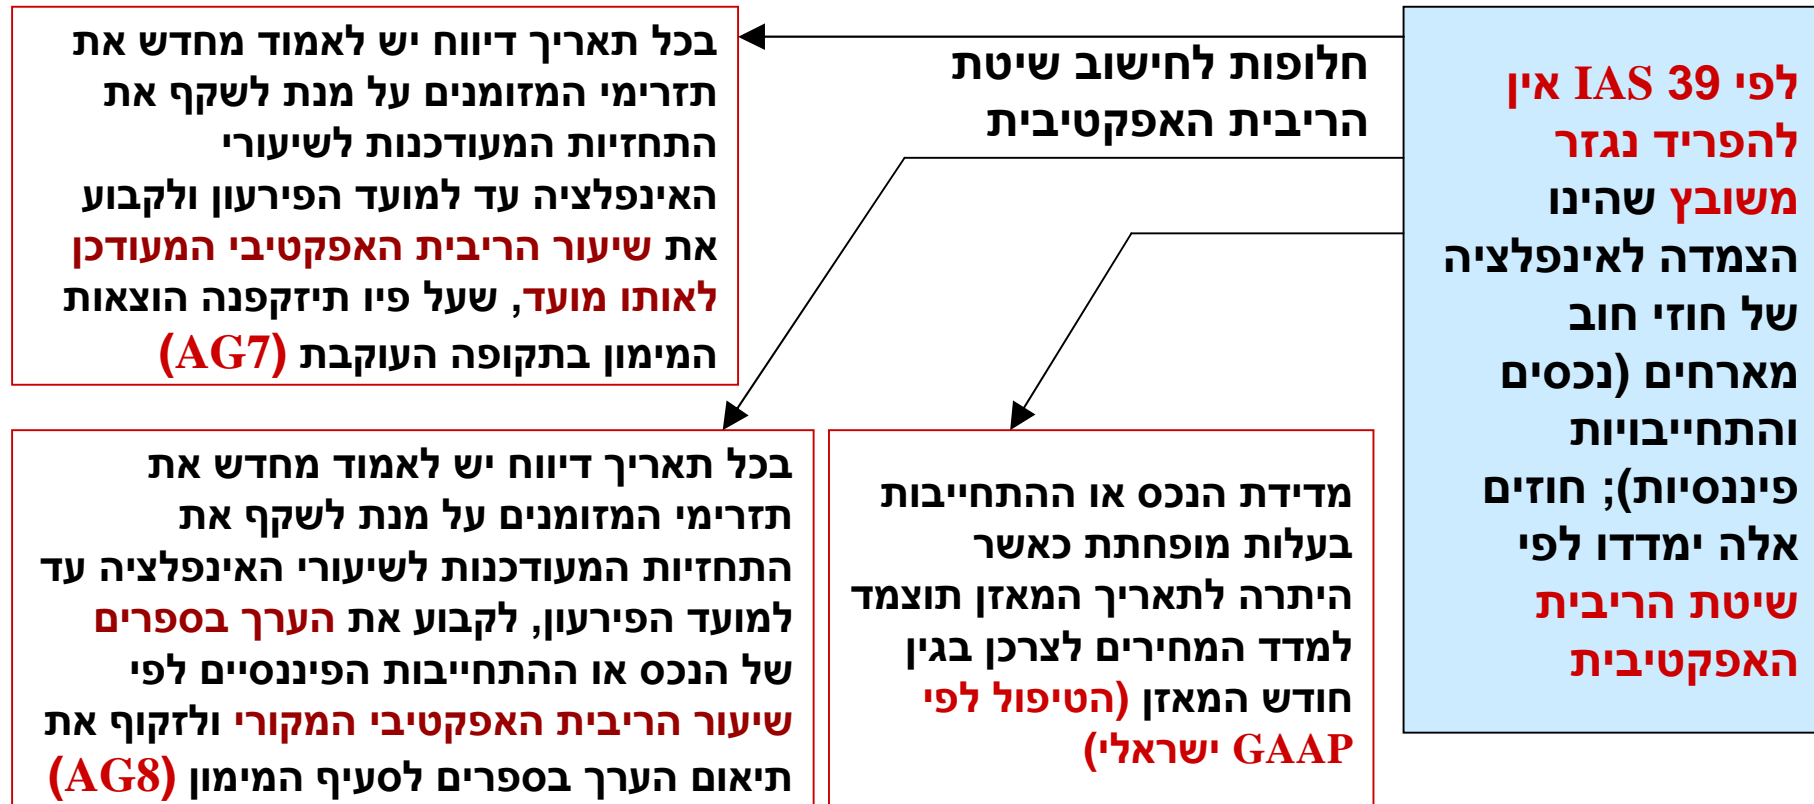 לפי IAS 39 אין
להפריד נגזר
משובץ שהינו
הצמדה לאינפלציה
של חוזי חוב
מארחים (נכסים
והתחייבויות
פיננסיות); חוזים
אלה ימדדו לפי
שיטת הריבית
האפקטיבית
חלופות לחישוב שיטת
הריבית האפקטיבית
בכל תאריך דיווח יש לאמוד מחדש את
תזרימי המזומנים על מנת לשקף את
התחזיות המעודכנות לשיעורי
האינפלציה עד למועד הפירעון ולקבוע
את שיעור הריבית האפקטיבי המעודכן
לאותו מועד, שעל פיו תיזקפנה הוצאות
המימון בתקופה העוקבת (AG7)
מדידת הנכס או ההתחייבות
בעלות מופחתת כאשר
היתרה לתאריך המאזן תוצמד
למדד המחירים לצרכן בגין
חודש המאזן (הטיפול לפי
GAAP ישראלי)
בכל תאריך דיווח יש לאמוד מחדש את
תזרימי המזומנים על מנת לשקף את
התחזיות המעודכנות לשיעורי האינפלציה עד
למועד הפירעון, לקבוע את הערך בספרים
של הנכס או ההתחייבות הפיננסיים לפי
שיעור הריבית האפקטיבי המקורי ולזקוף את
תיאום הערך בספרים לסעיף המימון (AG8)